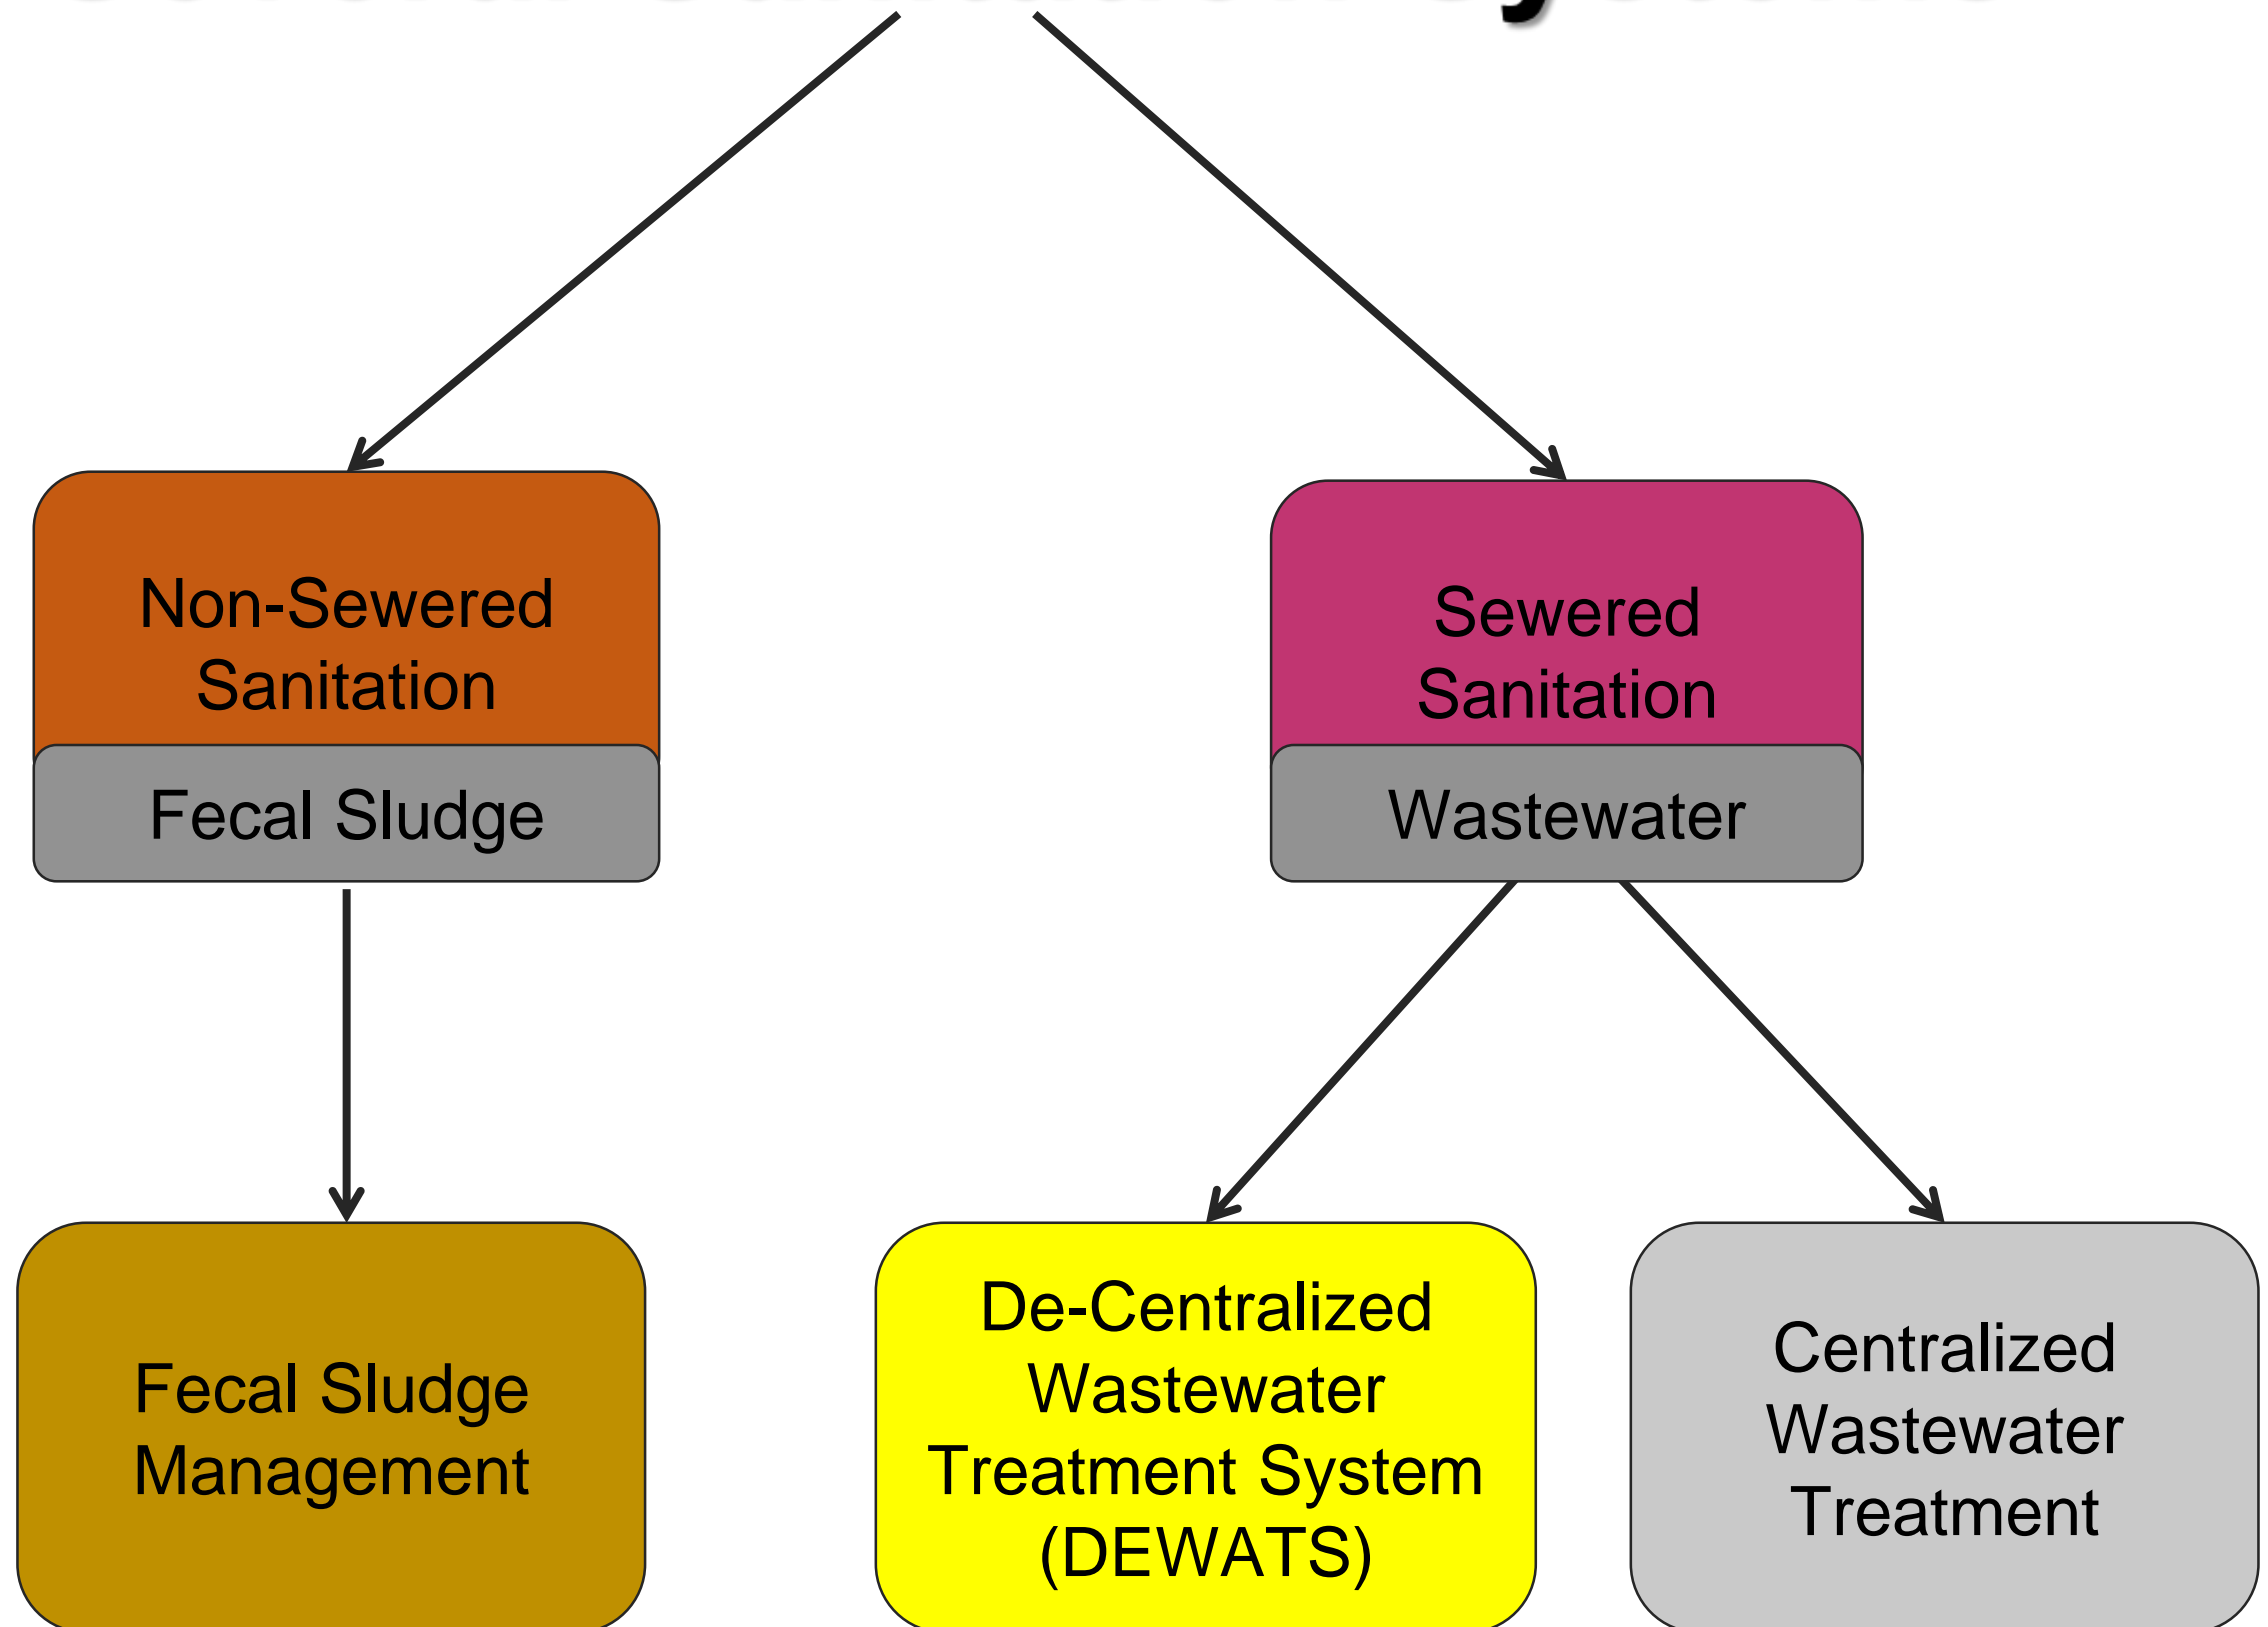 Non-Sewered
Sanitation
Fecal Sludge
Sewered
Sanitation
Wastewater
Fecal Sludge
Management
De-Centralized
Wastewater
Treatment System
(DEWATS)
Centralized
Wastewater
Treatment